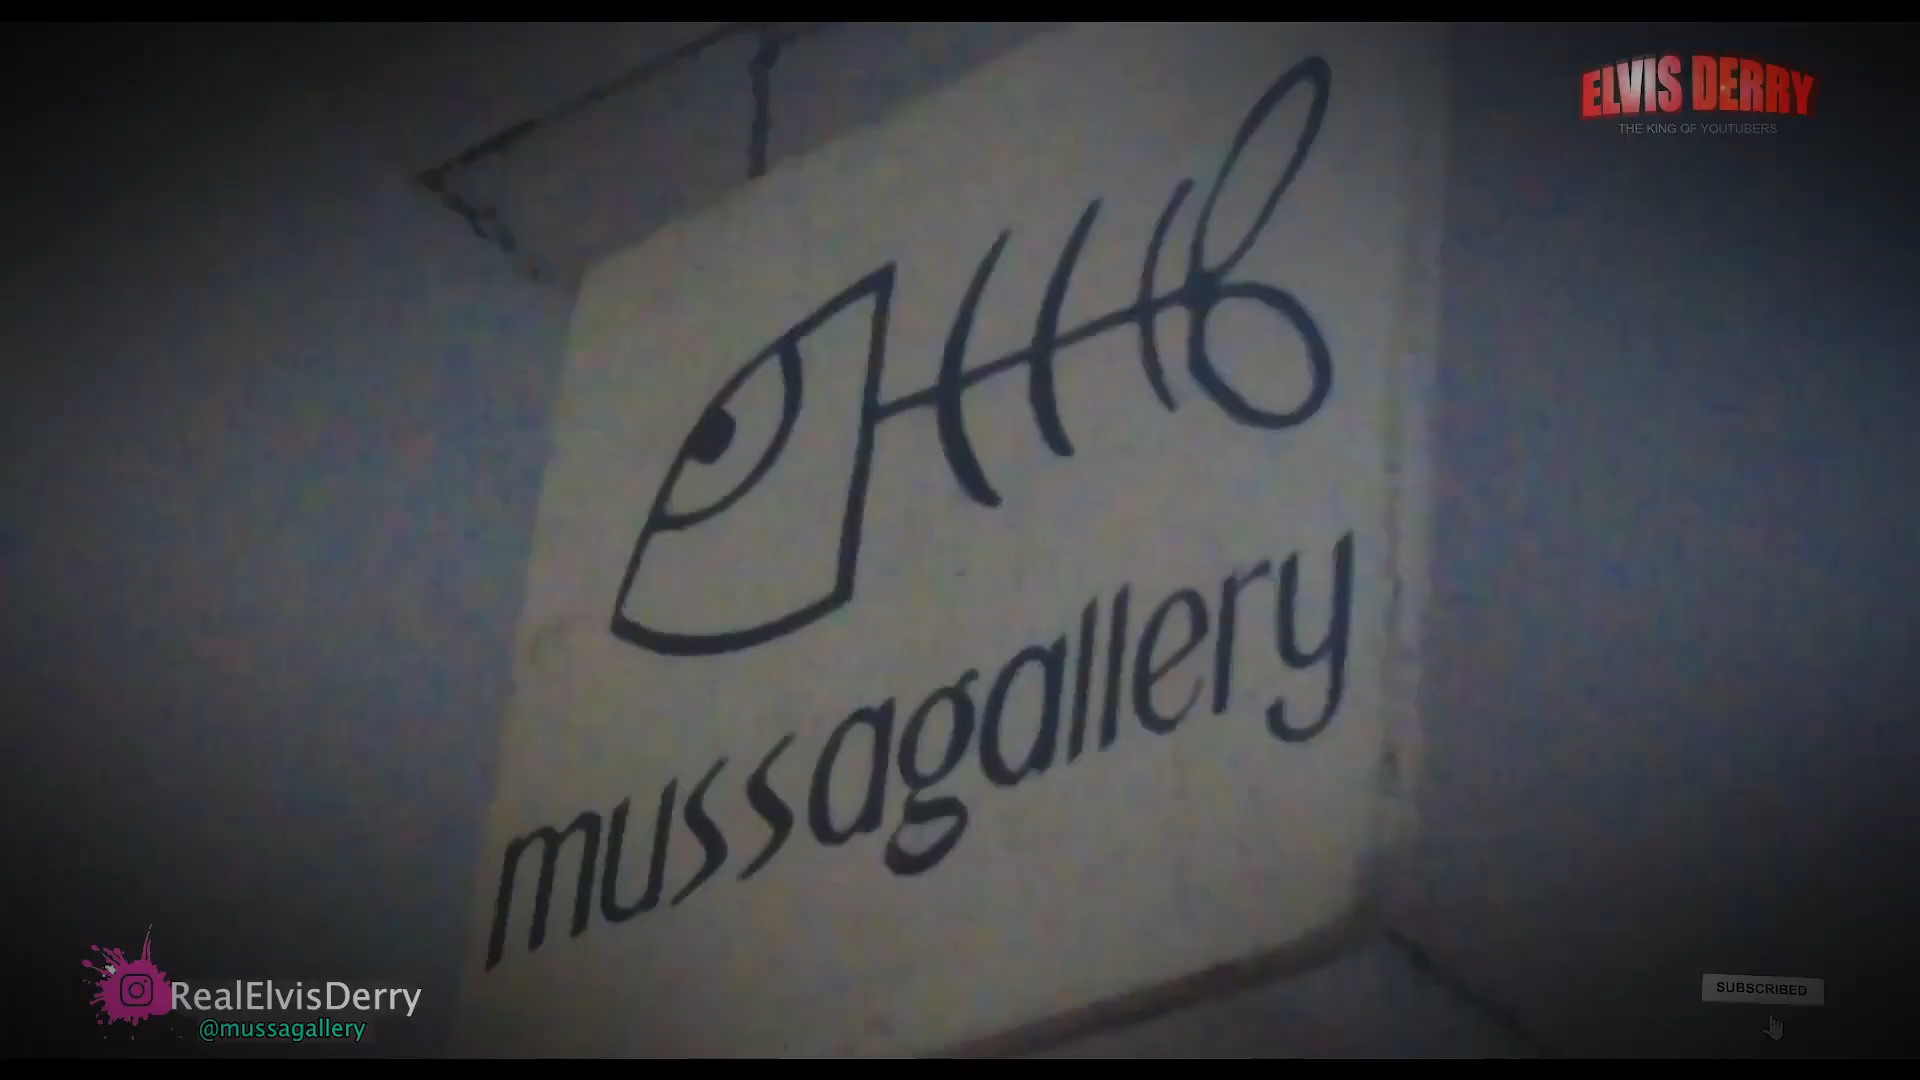 ELVIS DERRY
THE KING OF YOUTUBERS
mussagallery
RealElvisDerry
@mussagallery
SUBSCRIBED